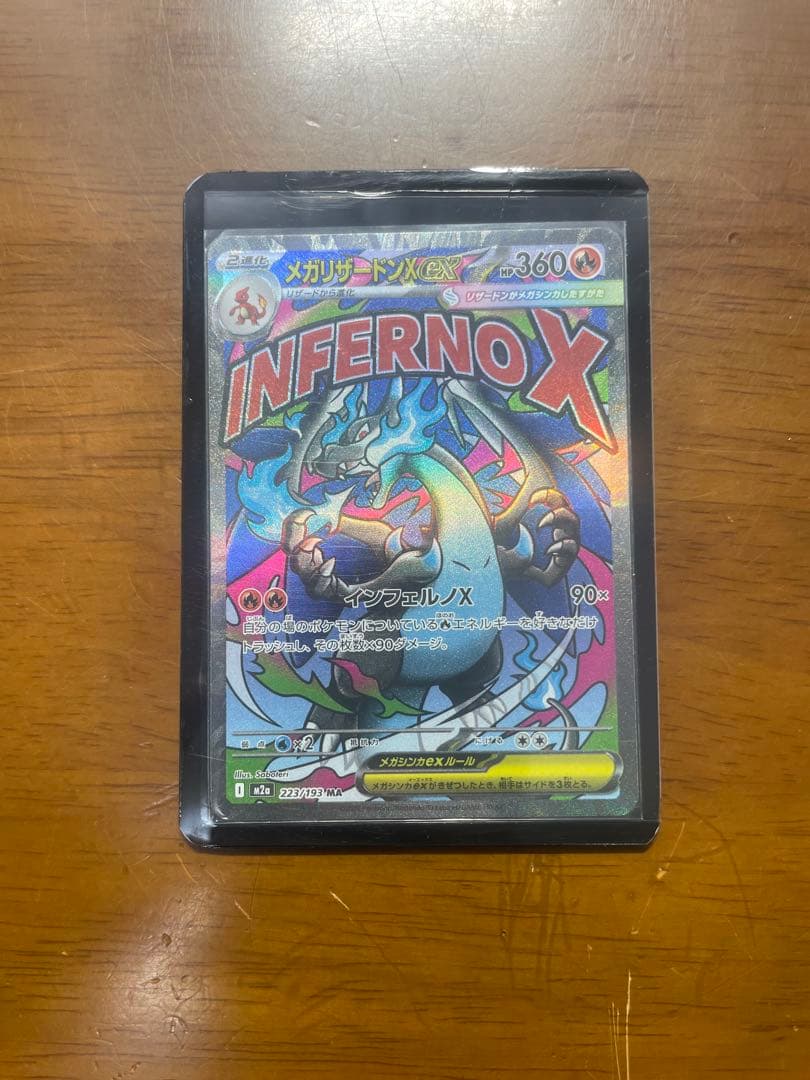 2進化
メガリザードンXex
HP360
リザードから進化
リザードンがメガシンカしたすがた
INFERNO X
インフェルノX 90×
自分の場のポケモンについている エネルギーを好きなだけ
トラッシュし、その枚数×90ダメージ。
弱点 ×2 抵抗力 にげる
メガシンカexルール
メガシンカexがきぜつしたとき、相手はサイドを3枚とる。
Illus. Saboteri
I M2a 223/193 MA